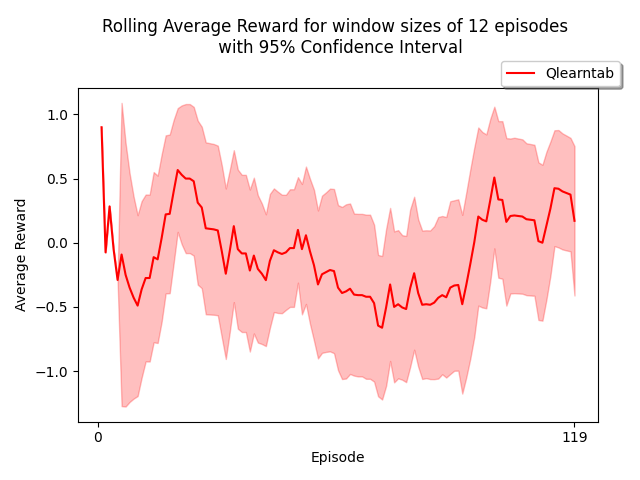 Rolling Average Reward for window sizes of 12 episodes
with 95% Confidence Interval
Qlearntab
1.0
0.5
0.0
−0.5
−1.0
Average Reward
0
119
Episode